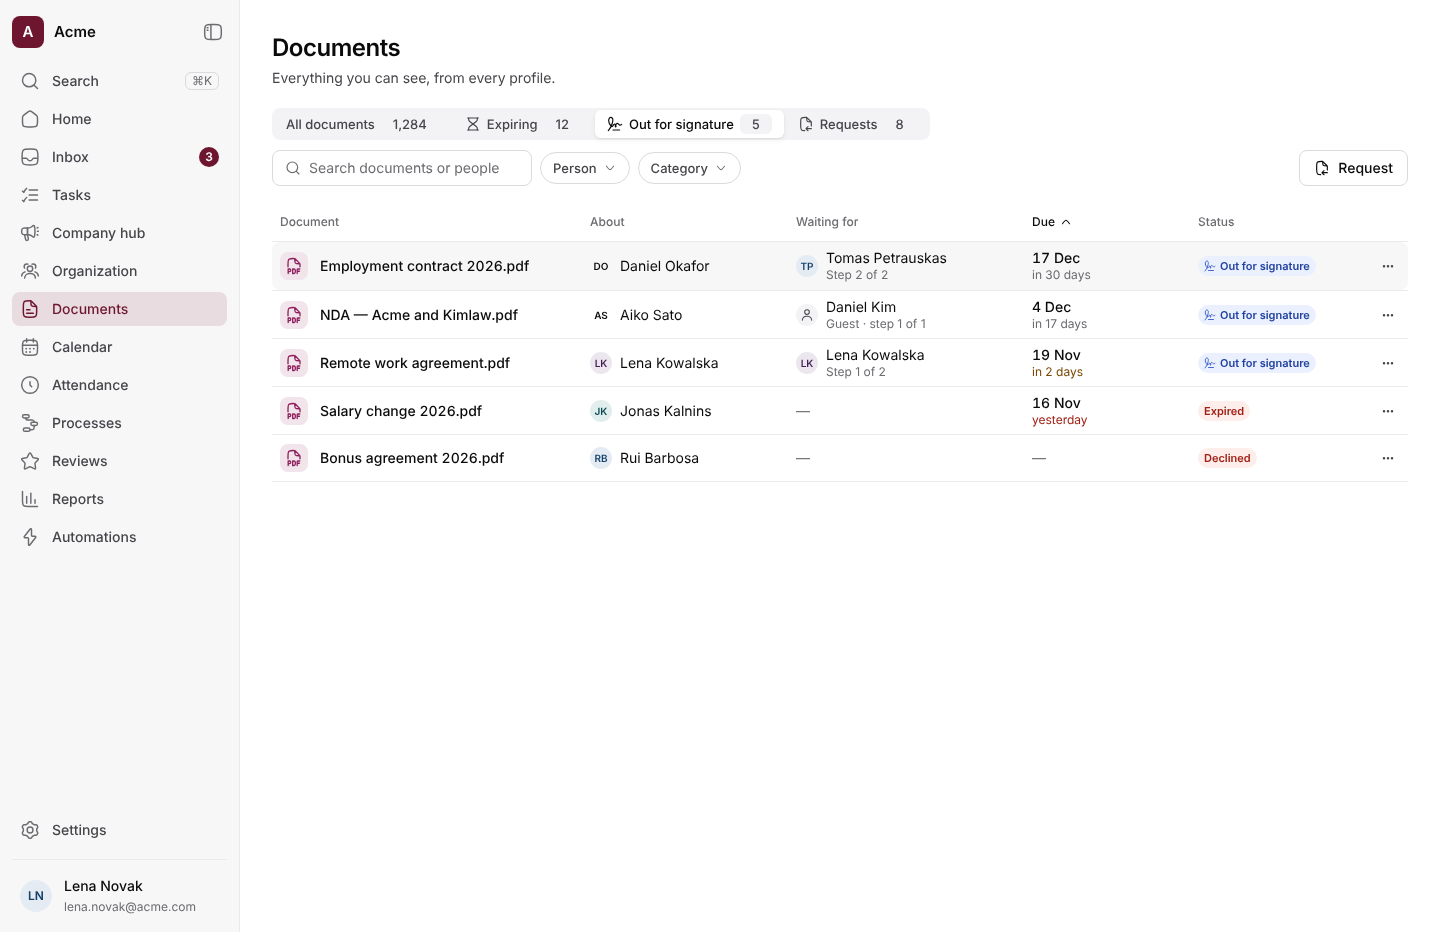 A Acme
Search ⌘K
Home
Inbox 3
Tasks
Company hub
Organization
Documents
Calendar
Attendance
Processes
Reviews
Reports
Automations
Settings
LN Lena Novak
lena.novak@acme.com
Documents
Everything you can see, from every profile.
All documents 1,284 Expiring 12 Out for signature 5 Requests 8
Search documents or people Person Category Request
Document About Waiting for Due Status
PDF Employment contract 2026.pdf DO Daniel Okafor TP Tomas Petrauskas 17 Dec Out for signature
Step 2 of 2 in 30 days
PDF NDA — Acme and Kimlaw.pdf AS Aiko Sato Daniel Kim 4 Dec Out for signature
Guest · step 1 of 1 in 17 days
PDF Remote work agreement.pdf LK Lena Kowalska LK Lena Kowalska 19 Nov Out for signature
Step 1 of 2 in 2 days
PDF Salary change 2026.pdf JK Jonas Kalnins — 16 Nov Expired
yesterday
PDF Bonus agreement 2026.pdf RB Rui Barbosa — — Declined